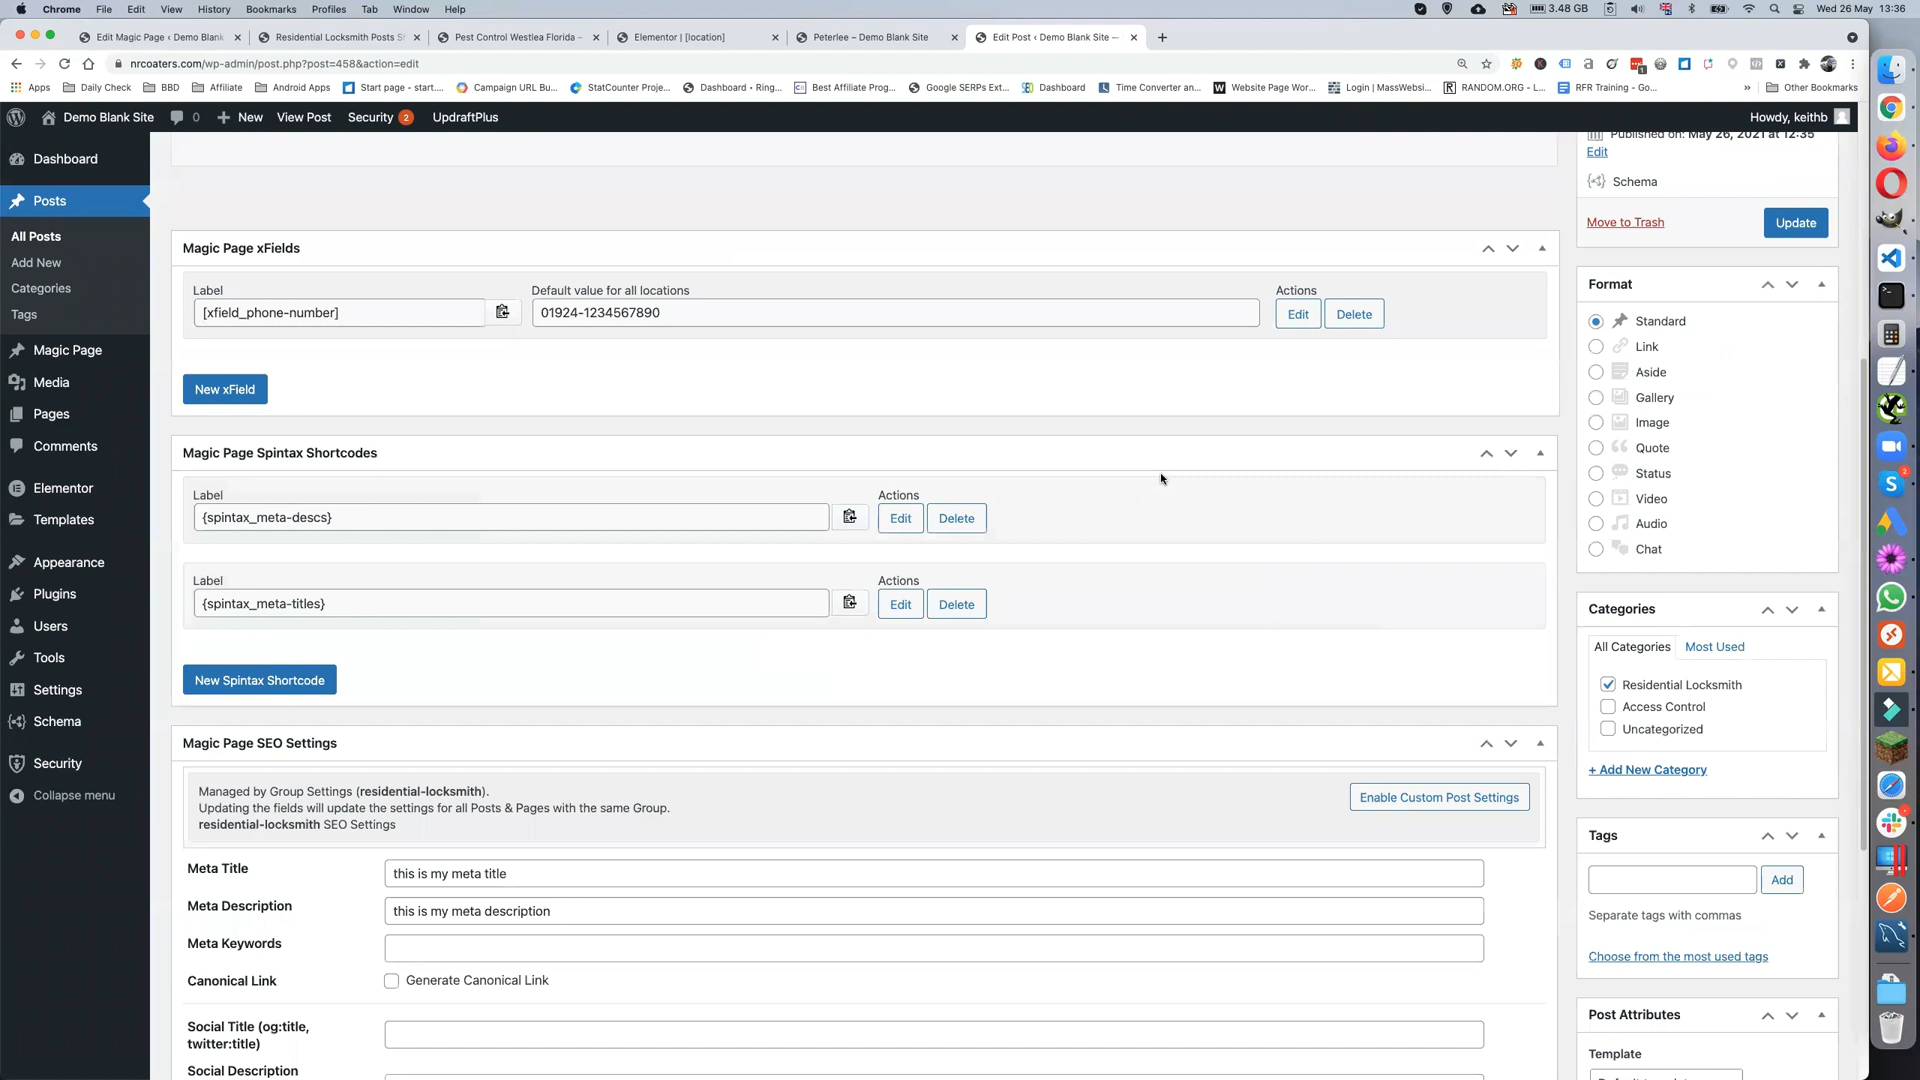 Chrome File Edit View History Bookmarks Profiles Tab Window Help 3.48 GB Wed 26 May 13:36
Edit Magic Page ‹ Demo Blank Residential Locksmith Posts S Pest Control Westlea Florida – Elementor | [location] Peterlee – Demo Blank Site Edit Post ‹ Demo Blank Site —
nrcoaters.com/wp-admin/post.php?post=458&action=edit
Apps Daily Check BBD Affiliate Android Apps Start page - start.... Campaign URL Bu... StatCounter Proje... Dashboard • Ring... Best Affiliate Prog... Google SERPs Ext... Dashboard Time Converter an... Website Page Wor... Login | MassWebsi... RANDOM.ORG - L... RFR Training - Go... » Other Bookmarks
Demo Blank Site 0 New View Post Security 2 UpdraftPlus Howdy, keithb
Dashboard
Posts
All Posts
Add New
Categories
Tags
Magic Page
Media
Pages
Comments
Elementor
Templates
Appearance
Plugins
Users
Tools
Settings
Schema
Security
Collapse menu
Magic Page xFields
Label Default value for all locations Actions
[xfield_phone-number] 01924-1234567890 Edit Delete
New xField
Magic Page Spintax Shortcodes
Label Actions
{spintax_meta-descs} Edit Delete
Label Actions
{spintax_meta-titles} Edit Delete
New Spintax Shortcode
Magic Page SEO Settings
Managed by Group Settings (residential-locksmith).
Updating the fields will update the settings for all Posts & Pages with the same Group.
residential-locksmith SEO Settings
Enable Custom Post Settings
Meta Title this is my meta title
Meta Description this is my meta description
Meta Keywords
Canonical Link Generate Canonical Link
Social Title (og:title,
twitter:title)
Social Description
Published on: May 26, 2021 at 12:35
Edit
Schema
Move to Trash Update
Format
Standard
Link
Aside
Gallery
Image
Quote
Status
Video
Audio
Chat
Categories
All Categories Most Used
Residential Locksmith
Access Control
Uncategorized
+ Add New Category
Tags
Add
Separate tags with commas
Choose from the most used tags
Post Attributes
Template